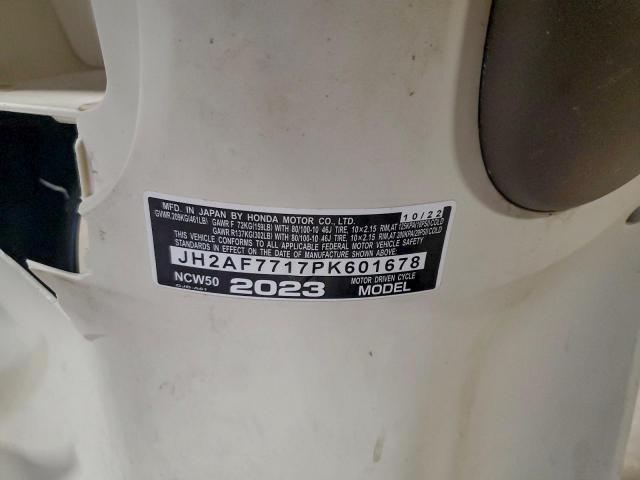 MFD. IN JAPAN BY HONDA MOTOR CO., LTD. 10/22
GVWR 209KG(461LB) GAWR F 72KG(159LB) WITH 80/100-10 46J TIRE, 10×2.15 RIM,AT 125KPA(18PSI)COLD
GAWR R137KG(302LB) WITH 80/100-10 46J TIRE, 10×2.15 RIM,AT 200KPA(29PSI)COLD
THIS VEHICLE CONFORMS TO ALL APPLICABLE FEDERAL MOTOR VEHICLE SAFETY
STANDARDS IN EFFECT ON THE DATE OF MANUFACTURE SHOWN ABOVE.
JH2AF7717PK601678
NCW50 2023 MOTOR DRIVEN CYCLE
MODEL